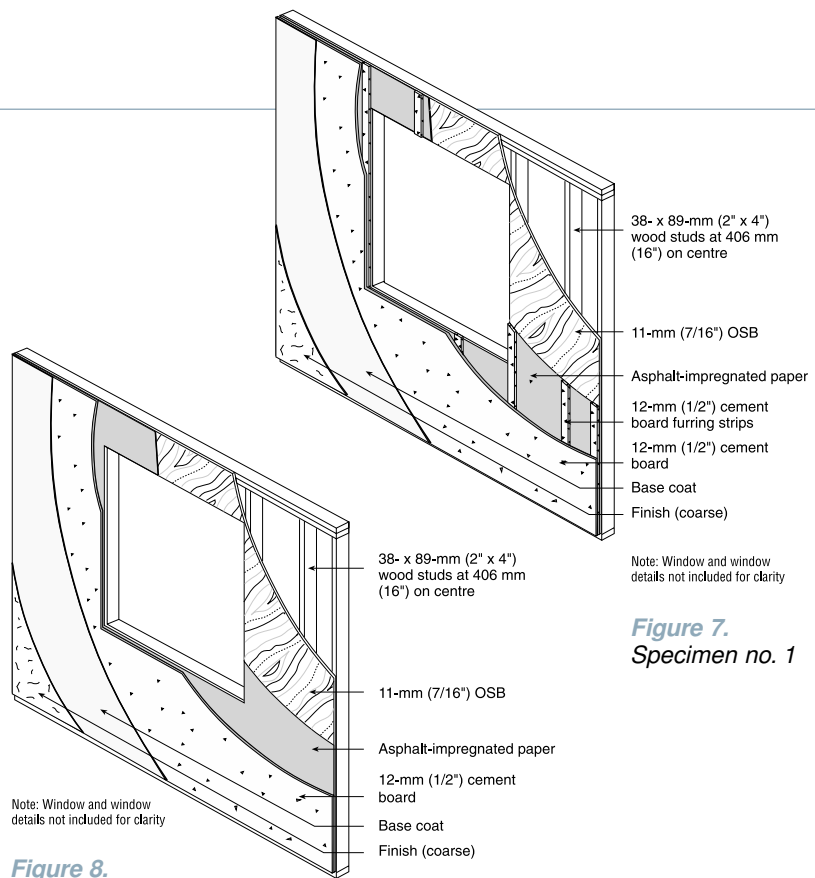 38- x 89-mm (2" x 4")
wood studs at 406 mm
(16") on centre
11-mm (7/16") OSB
Asphalt-impregnated paper
12-mm (1/2") cement
board furring strips
12-mm (1/2") cement
board
Base coat
Finish (coarse)
Note: Window and window
details not included for clarity
Figure 7.
Specimen no. 1
38- x 89-mm (2" x 4")
wood studs at 406 mm
(16") on centre
11-mm (7/16") OSB
Asphalt-impregnated paper
12-mm (1/2") cement
board
Base coat
Finish (coarse)
Note: Window and window
details not included for clarity
Figure 8.